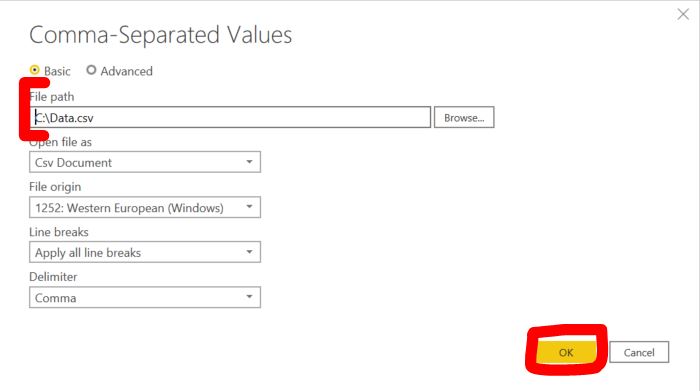 Comma-Separated Values
Basic Advanced
File path
C:\Data.csv Browse...
Open file as
Csv Document
File origin
1252: Western European (Windows)
Line breaks
Apply all line breaks
Delimiter
Comma
OK Cancel